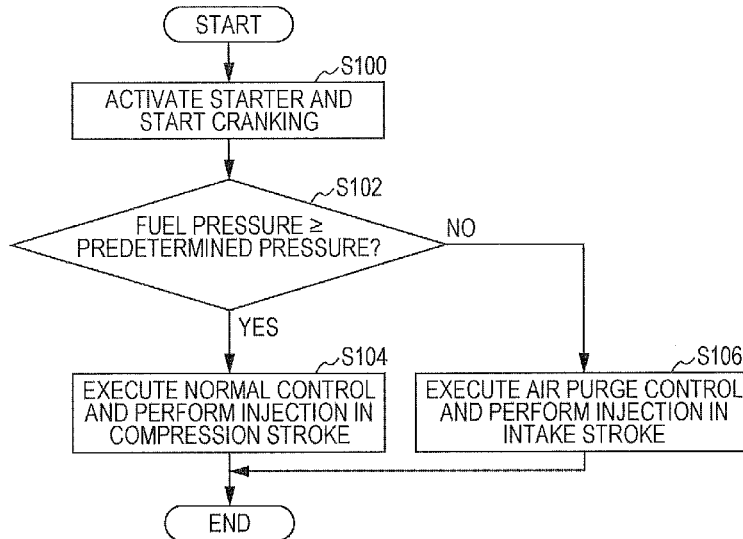 START
S100
ACTIVATE STARTER AND
START CRANKING
S102
FUEL PRESSURE ≥
PREDETERMINED PRESSURE?
NO
YES
S104
EXECUTE NORMAL CONTROL
AND PERFORM INJECTION IN
COMPRESSION STROKE
S106
EXECUTE AIR PURGE CONTROL
AND PERFORM INJECTION IN
INTAKE STROKE
END